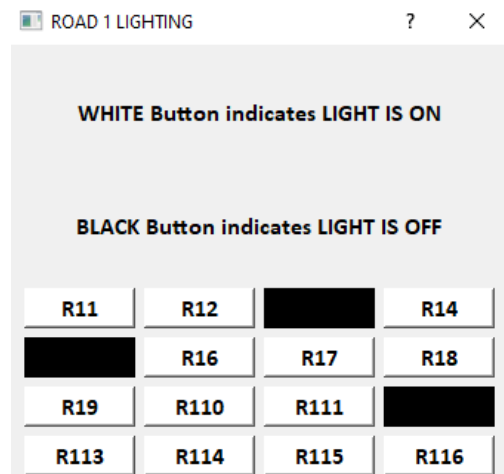 ROAD 1 LIGHTING ?
WHITE Button indicates LIGHT IS ON
BLACK Button indicates LIGHT IS OFF
R11 R12 R14
R16 R17 R18
R19 R110 R111
R113 R114 R115 R116